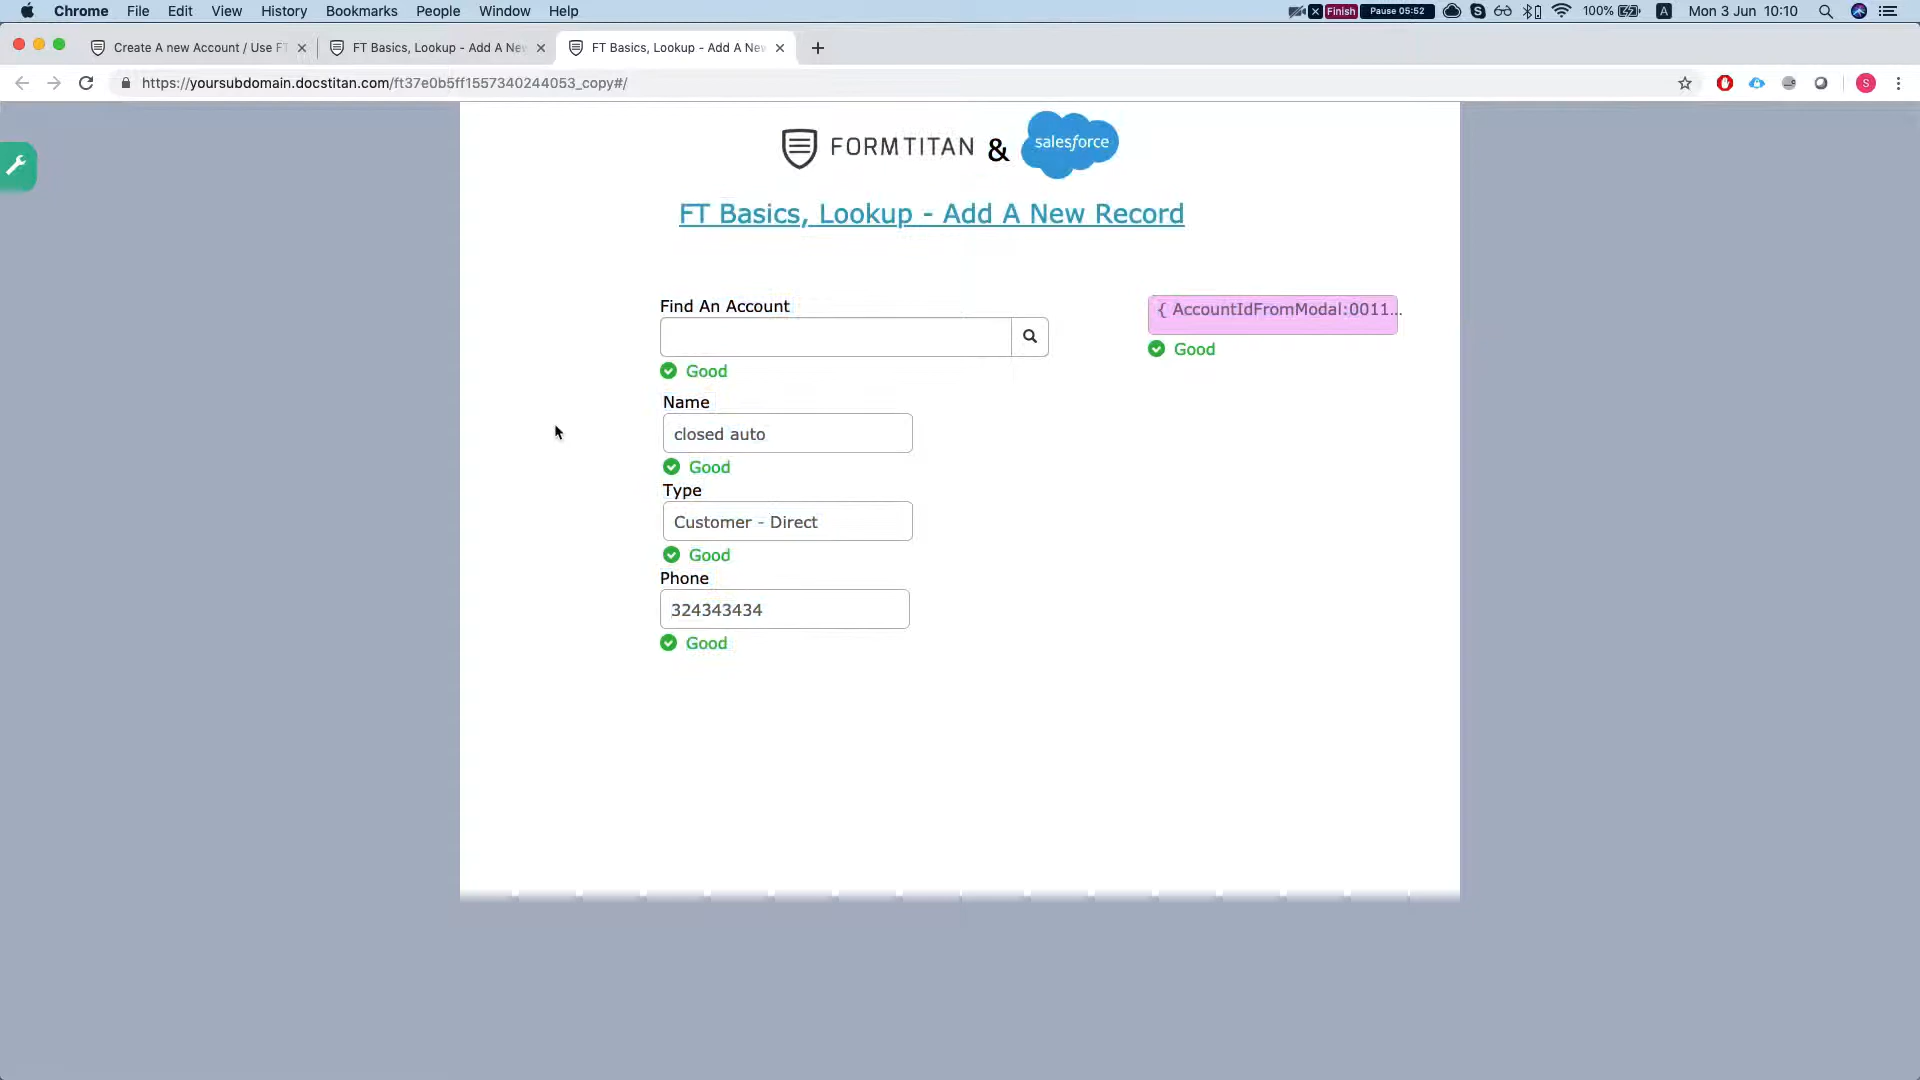 Chrome File Edit View History Bookmarks People Window Help Finish Pause 05:52 100% A Mon 3 Jun 10:10
Create A new Account / Use FT FT Basics, Lookup - Add A Nev FT Basics, Lookup - Add A Nev
https://yoursubdomain.docstitan.com/ft37e0b5ff1557340244053_copy#/ S
FORMTITAN & salesforce
FT Basics, Lookup - Add A New Record
Find An Account
{ AccountIdFromModal:0011...
Good
Good
Name
closed auto
Good
Type
Customer - Direct
Good
Phone
324343434
Good